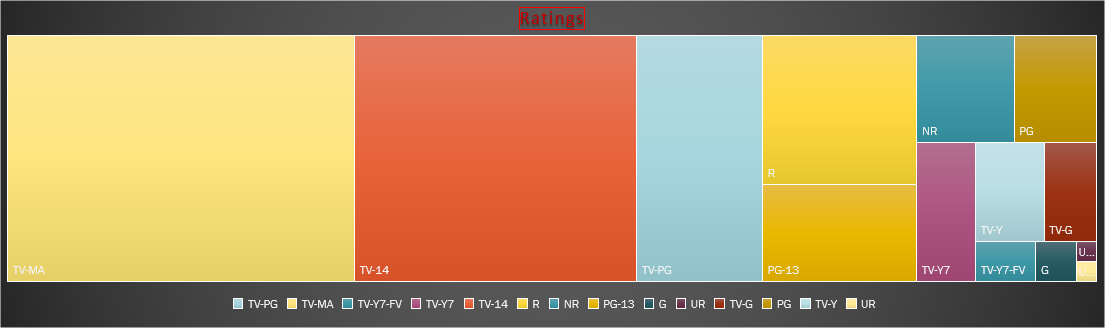 Ratings
TV-MA
TV-14
TV-PG
R
PG-13
NR
PG
TV-Y7
TV-Y
TV-G
TV-Y7-FV
G
U...
U...
TV-PG TV-MA TV-Y7-FV TV-Y7 TV-14 R NR PG-13 G UR TV-G PG TV-Y UR